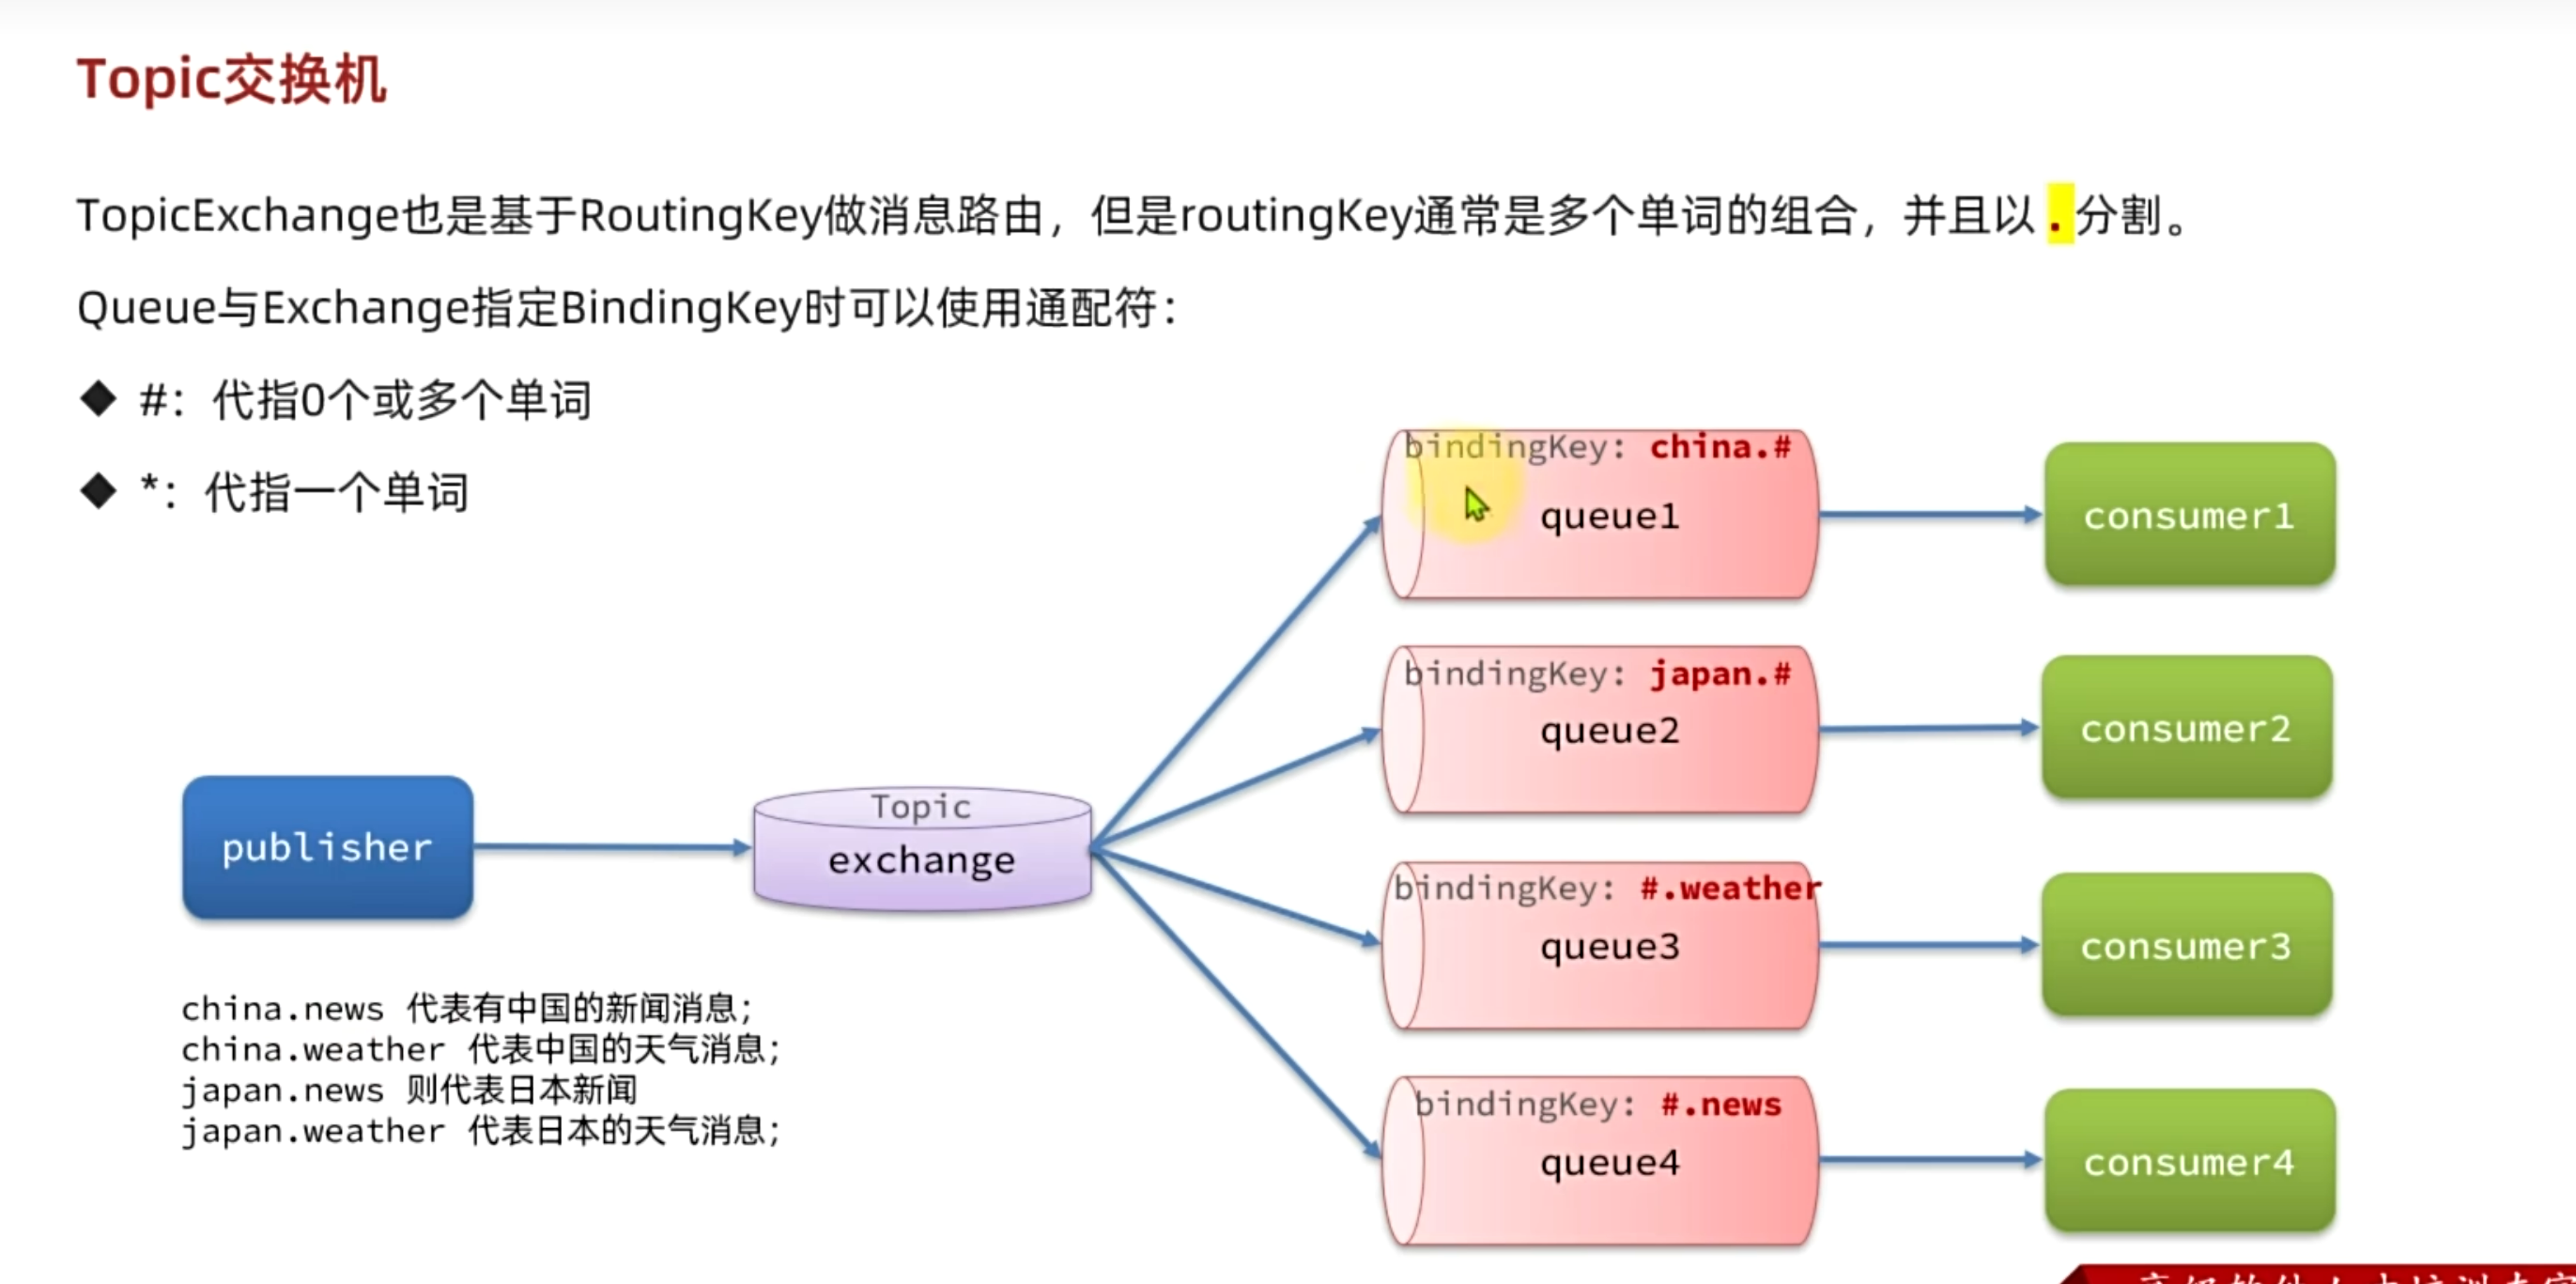 Topic交换机
TopicExchange也是基于RoutingKey做消息路由，但是routingKey通常是多个单词的组合，并且以 . 分割。
Queue与Exchange指定BindingKey时可以使用通配符：
◆ #：代指0个或多个单词
◆ *：代指一个单词
bindingKey: china.#
queue1
consumer1
bindingKey: japan.#
queue2
consumer2
publisher
Topic
exchange
bindingKey: #.weather
queue3
consumer3
china.news 代表有中国的新闻消息;
china.weather 代表中国的天气消息;
japan.news 则代表日本新闻
japan.weather 代表日本的天气消息;
bindingKey: #.news
queue4
consumer4